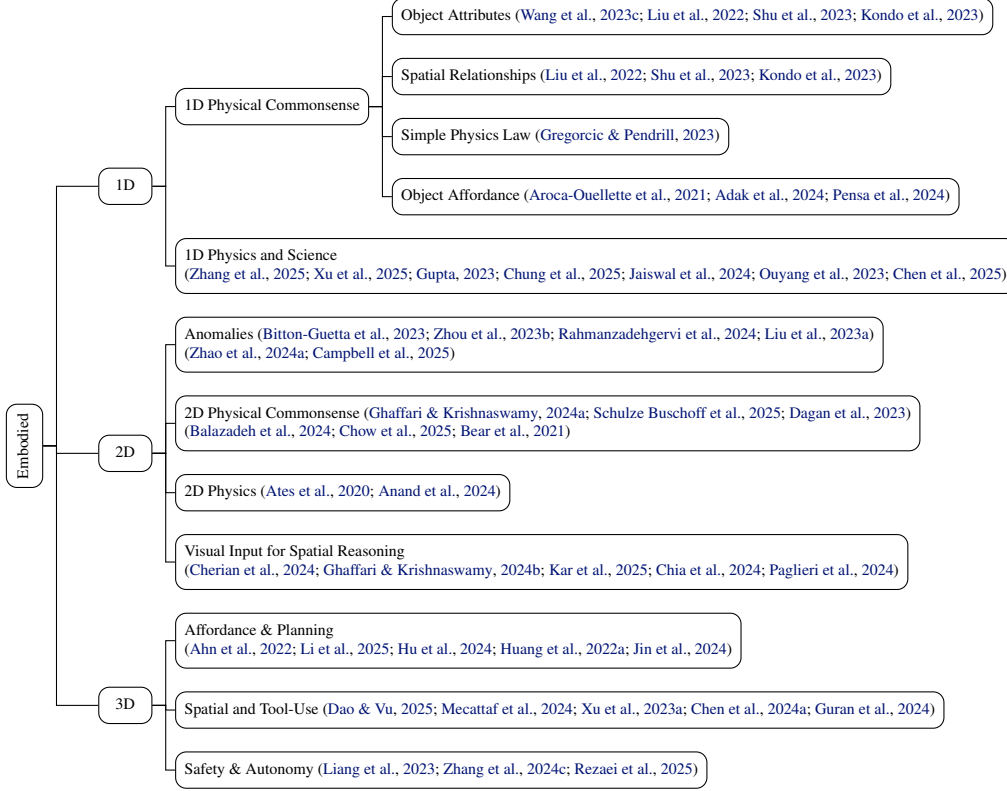 Object Attributes (Wang et al., 2023c; Liu et al., 2022; Shu et al., 2023; Kondo et al., 2023)
Spatial Relationships (Liu et al., 2022; Shu et al., 2023; Kondo et al., 2023)
1D Physical Commonsense
Simple Physics Law (Gregorcic & Pendrill, 2023)
1D
Object Affordance (Aroca-Ouellette et al., 2021; Adak et al., 2024; Pensa et al., 2024)
1D Physics and Science
(Zhang et al., 2025; Xu et al., 2025; Gupta, 2023; Chung et al., 2025; Jaiswal et al., 2024; Ouyang et al., 2023; Chen et al., 2025)
Anomalies (Bitton-Guetta et al., 2023; Zhou et al., 2023b; Rahmanzadehgervi et al., 2024; Liu et al., 2023a)
(Zhao et al., 2024a; Campbell et al., 2025)
2D Physical Commonsense (Ghaffari & Krishnaswamy, 2024a; Schulze Buschoff et al., 2025; Dagan et al., 2023)
(Balazadeh et al., 2024; Chow et al., 2025; Bear et al., 2021)
Embodied
2D
2D Physics (Ates et al., 2020; Anand et al., 2024)
Visual Input for Spatial Reasoning
(Cherian et al., 2024; Ghaffari & Krishnaswamy, 2024b; Kar et al., 2025; Chia et al., 2024; Paglieri et al., 2024)
Affordance & Planning
(Ahn et al., 2022; Li et al., 2025; Hu et al., 2024; Huang et al., 2022a; Jin et al., 2024)
3D
Spatial and Tool-Use (Dao & Vu, 2025; Mecattaf et al., 2024; Xu et al., 2023a; Chen et al., 2024a; Guran et al., 2024)
Safety & Autonomy (Liang et al., 2023; Zhang et al., 2024c; Rezaei et al., 2025)